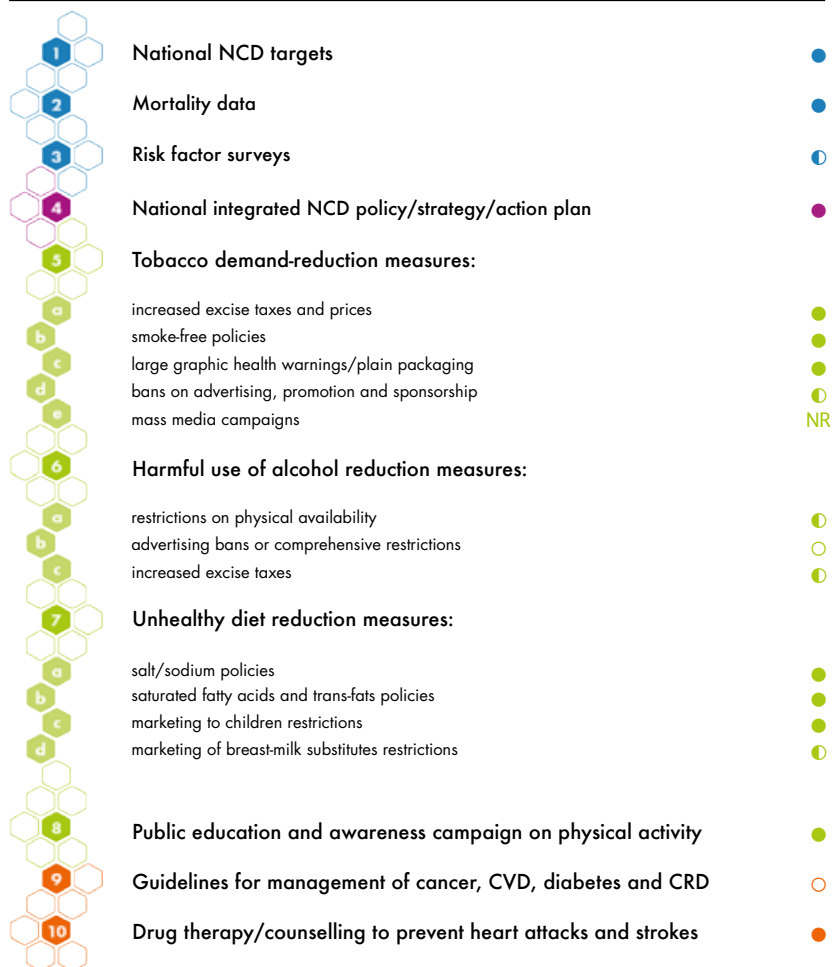 1 National NCD targets ●
2 Mortality data ●
3 Risk factor surveys ◐
4 National integrated NCD policy/strategy/action plan ●
5 Tobacco demand-reduction measures:
a increased excise taxes and prices ●
b smoke-free policies ●
c large graphic health warnings/plain packaging ●
d bans on advertising, promotion and sponsorship ◐
e mass media campaigns NR
6 Harmful use of alcohol reduction measures:
a restrictions on physical availability ◐
b advertising bans or comprehensive restrictions ○
c increased excise taxes ◐
7 Unhealthy diet reduction measures:
a salt/sodium policies ●
b saturated fatty acids and trans-fats policies ●
c marketing to children restrictions ●
d marketing of breast-milk substitutes restrictions ◐
8 Public education and awareness campaign on physical activity ●
9 Guidelines for management of cancer, CVD, diabetes and CRD ○
10 Drug therapy/counselling to prevent heart attacks and strokes ●